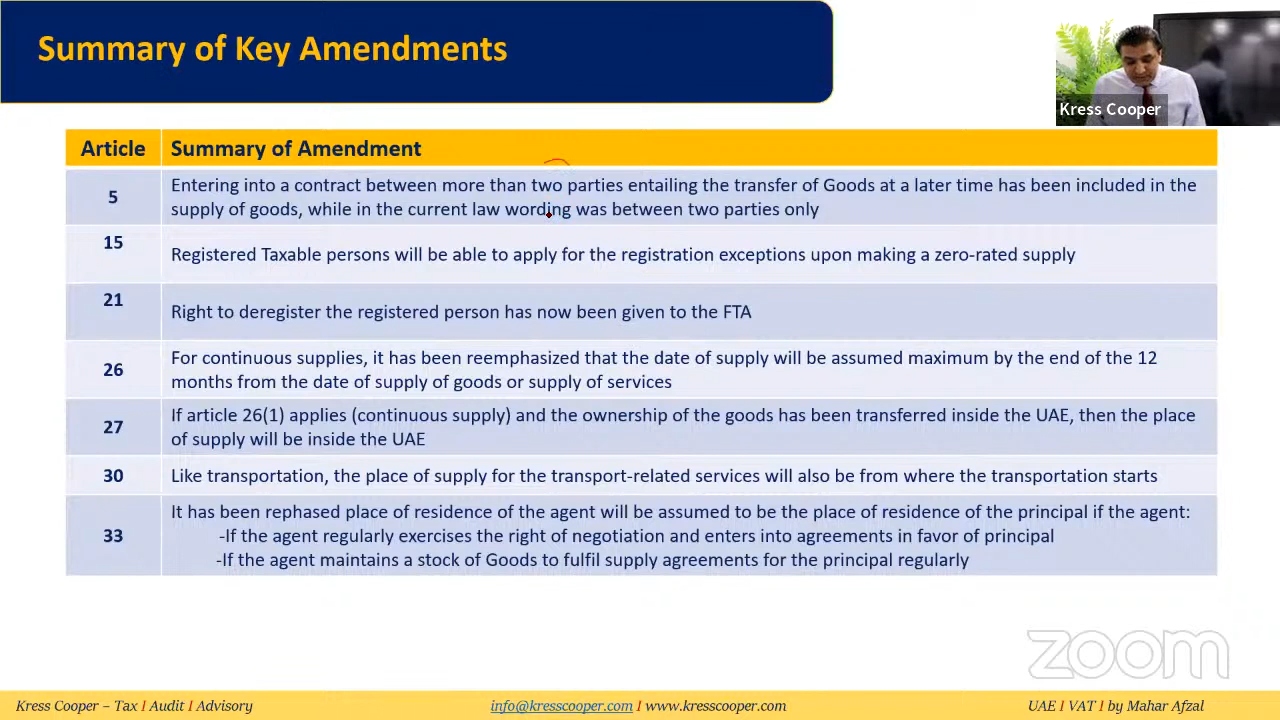 Summary of Key Amendments
Kress Cooper
Article Summary of Amendment
5 Entering into a contract between more than two parties entailing the transfer of Goods at a later time has been included in the
supply of goods, while in the current law wording was between two parties only
15 Registered Taxable persons will be able to apply for the registration exceptions upon making a zero-rated supply
21 Right to deregister the registered person has now been given to the FTA
26 For continuous supplies, it has been reemphasized that the date of supply will be assumed maximum by the end of the 12
months from the date of supply of goods or supply of services
27 If article 26(1) applies (continuous supply) and the ownership of the goods has been transferred inside the UAE, then the place
of supply will be inside the UAE
30 Like transportation, the place of supply for the transport-related services will also be from where the transportation starts
33 It has been rephased place of residence of the agent will be assumed to be the place of residence of the principal if the agent:
-If the agent regularly exercises the right of negotiation and enters into agreements in favor of principal
-If the agent maintains a stock of Goods to fulfil supply agreements for the principal regularly
zoom
Kress Cooper – Tax I Audit I Advisory info@kresscooper.com I www.kresscooper.com UAE I VAT I by Mahar Afzal